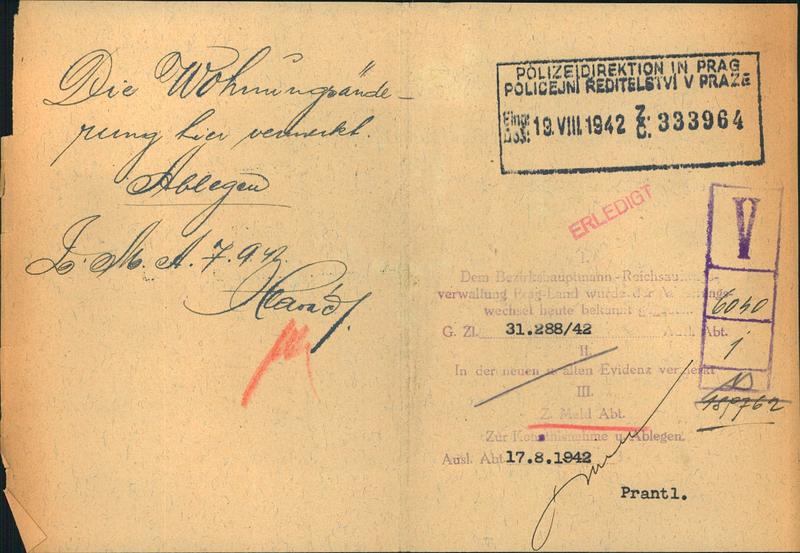 Die Wohnungsände-
rung hier vermerkt.
Ablegen
Z. M. A. 7.9.42.
POLIZEIDIREKTION IN PRAG
POLICEJNÍ ŘEDITELSTVÍ V PRAZE
Eing: Doš: 19.VIII.1942 Z: Č: 333964
ERLEDIGT
V
6040
1
I.
Dem Bezirkshauptmann - Reichsauftrags-
verwaltung Prag-Land wurde der Wohnungs-
wechsel heute bekannt gegeben.
G. Zl. 31.288/42 Ausl. Abt.
II.
In der neuen u. alten Evidenz vermerkt
III.
Z. Meld Abt.
Zur Kenntnisnahme u. Ablegen.
Ausl. Abt. 17.8.1942
Prantl.